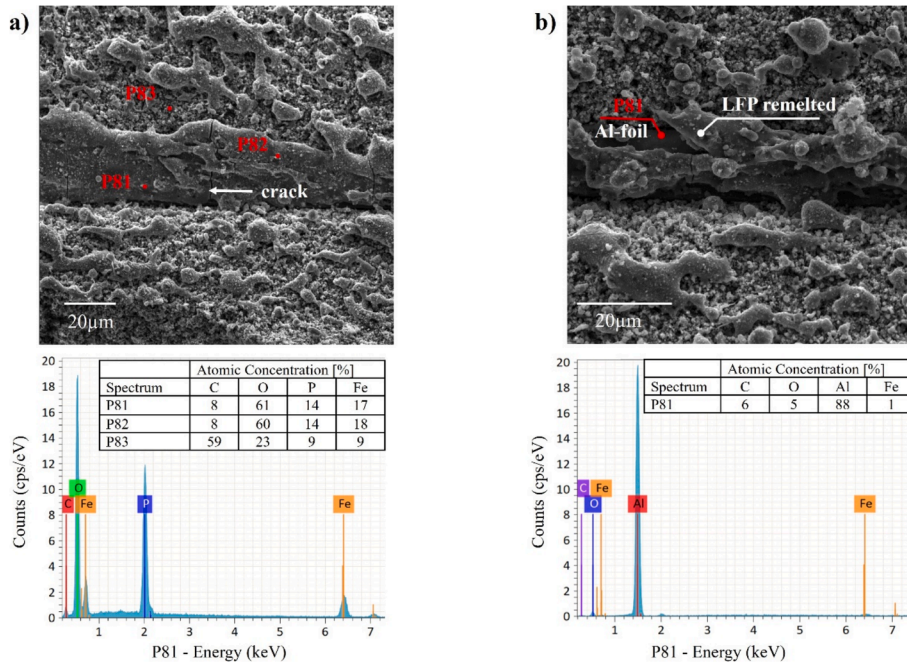 a)
P83
P82
P81
crack
20µm
b)
P81
Al-foil
LFP remelted
20µm
Atomic Concentration [%]
Spectrum C O P Fe
P81 8 61 14 17
P82 8 60 14 18
P83 59 23 9 9
20
18
16
14
12
10
8
6
4
2
0
Counts (cps/eV)
C O Fe P Fe
1 2 3 4 5 6 7
P81 - Energy (keV)
Atomic Concentration [%]
Spectrum C O Al Fe
P81 6 5 88 1
20
18
16
14
12
10
8
6
4
2
0
Counts (cps/eV)
C O Fe Al Fe
1 2 3 4 5 6 7
P81 - Energy (keV)